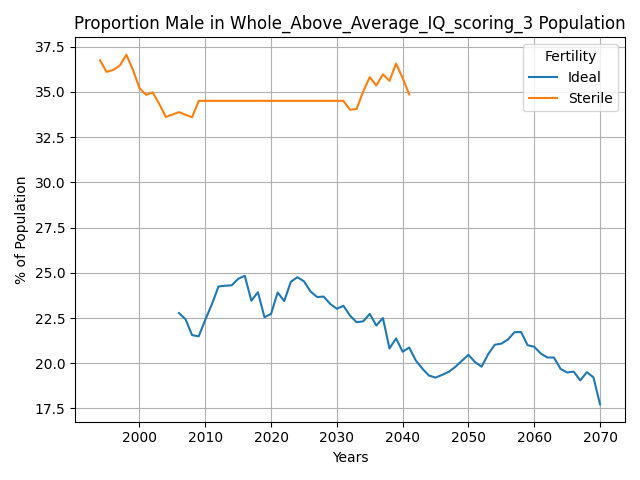 Proportion Male in Whole_Above_Average_IQ_scoring_3 Population
Fertility
Ideal
Sterile
% of Population
37.5
35.0
32.5
30.0
27.5
25.0
22.5
20.0
17.5
2000 2010 2020 2030 2040 2050 2060 2070
Years